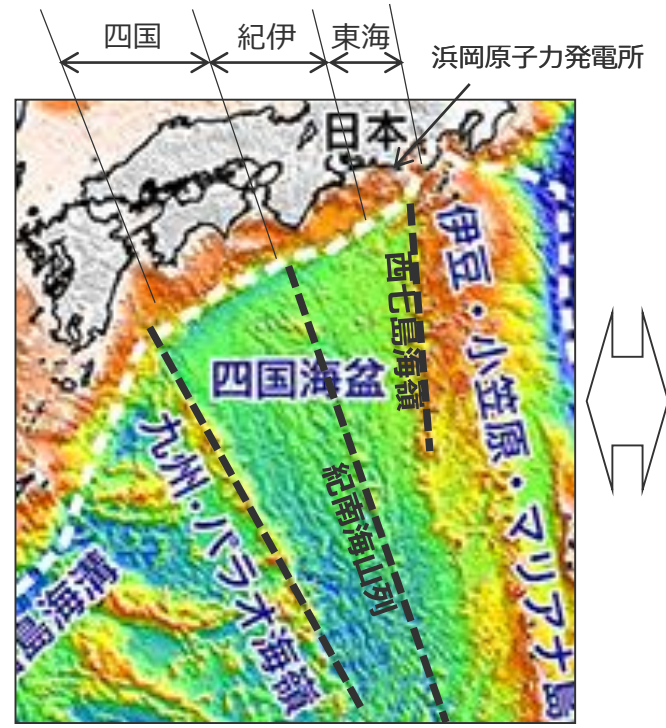 四国
紀伊
東海
浜岡原子力発電所
日本
伊豆・小笠原・マリアナ島
西七島海嶺
四国海盆
九州・パラオ海嶺
紀南海山列